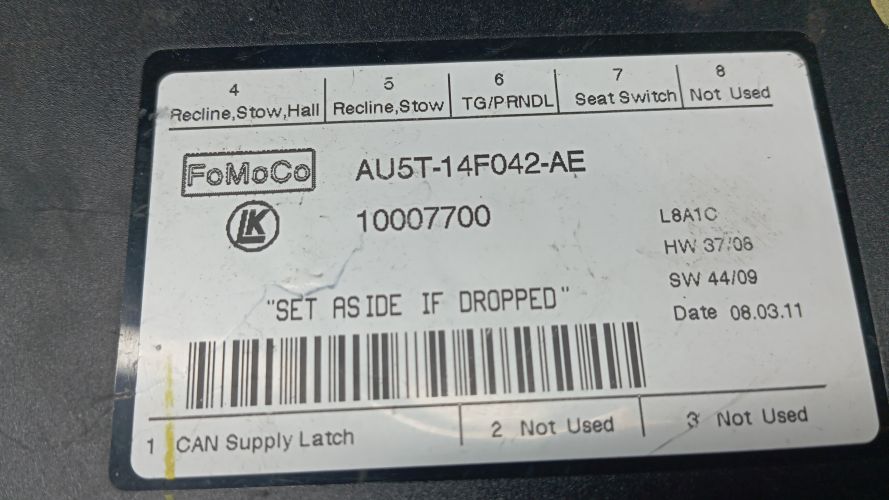 4 5 6 7 8
Recline,Stow,Hall Recline,Stow TG/PRNDL Seat Switch Not Used
FoMoCo AU5T-14F042-AE
LK 10007700 L8A1C
HW 37/08
SW 44/09
"SET ASIDE IF DROPPED" Date 08.03.11
1 CAN Supply Latch 2 Not Used 3 Not Used